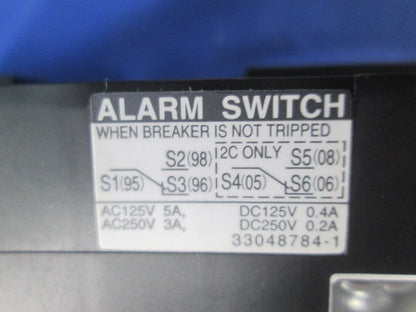 ALARM SWITCH
WHEN BREAKER IS NOT TRIPPED
S2(98) 2C ONLY S5(08)
S1(95) S3(96) S4(05) S6(06)
AC125V 5A, DC125V 0.4A
AC250V 3A, DC250V 0.2A
33048784-1